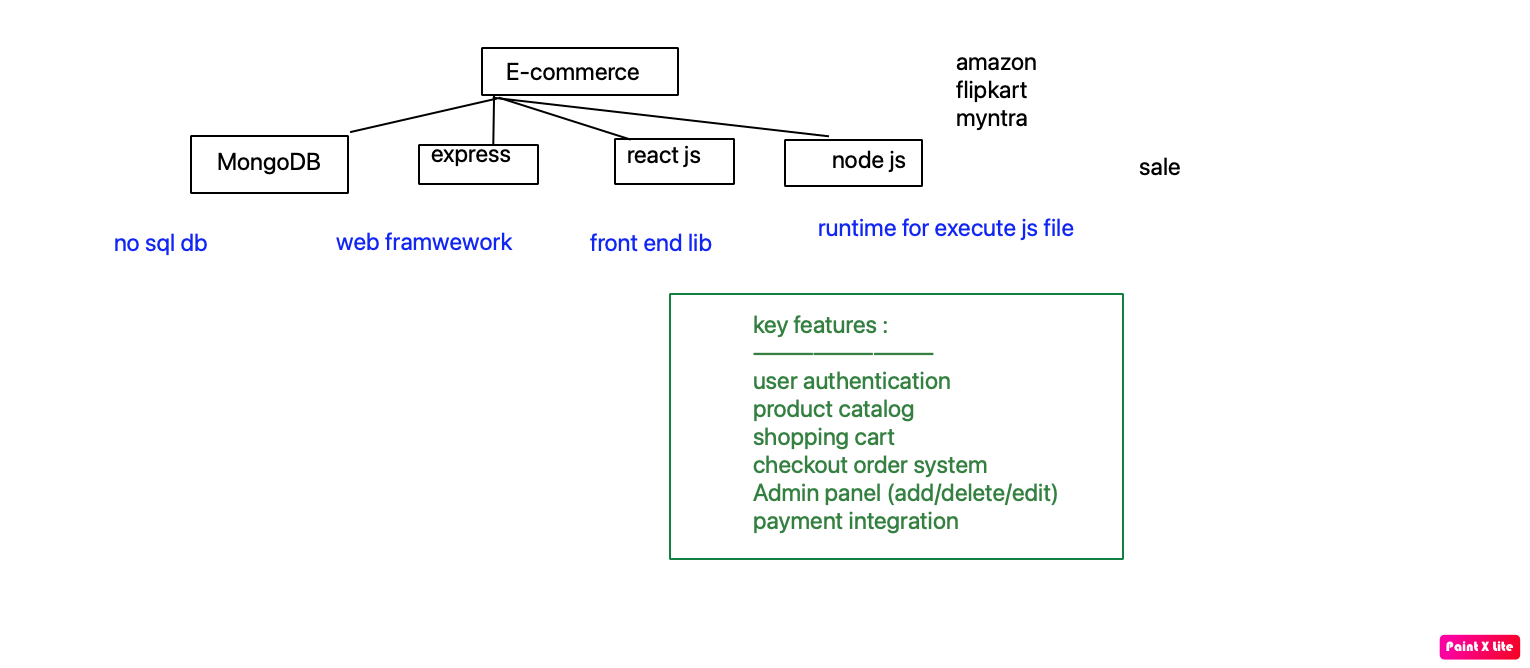 E-commerce
amazon
flipkart
myntra
MongoDB
express
react js
node js
sale
no sql db
web framwework
front end lib
runtime for execute js file
key features :
——————————
user authentication
product catalog
shopping cart
checkout order system
Admin panel (add/delete/edit)
payment integration
Paint X Lite